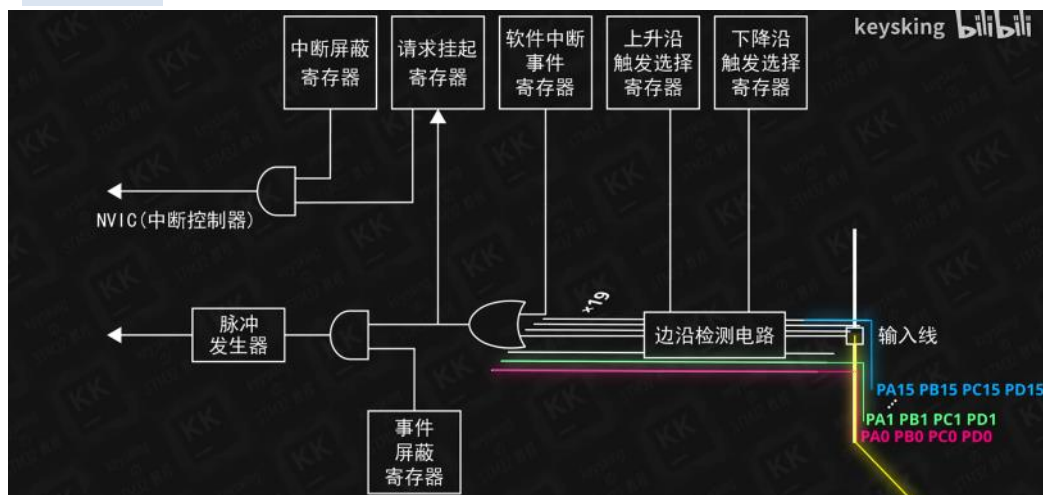 keysking bilibili
中断屏蔽
寄存器
请求挂起
寄存器
软件中断
事件
寄存器
上升沿
触发选择
寄存器
下降沿
触发选择
寄存器
NVIC(中断控制器)
×19
脉冲
发生器
边沿检测电路
输入线
PA15 PB15 PC15 PD15
PA1 PB1 PC1 PD1
PA0 PB0 PC0 PD0
事件
屏蔽
寄存器